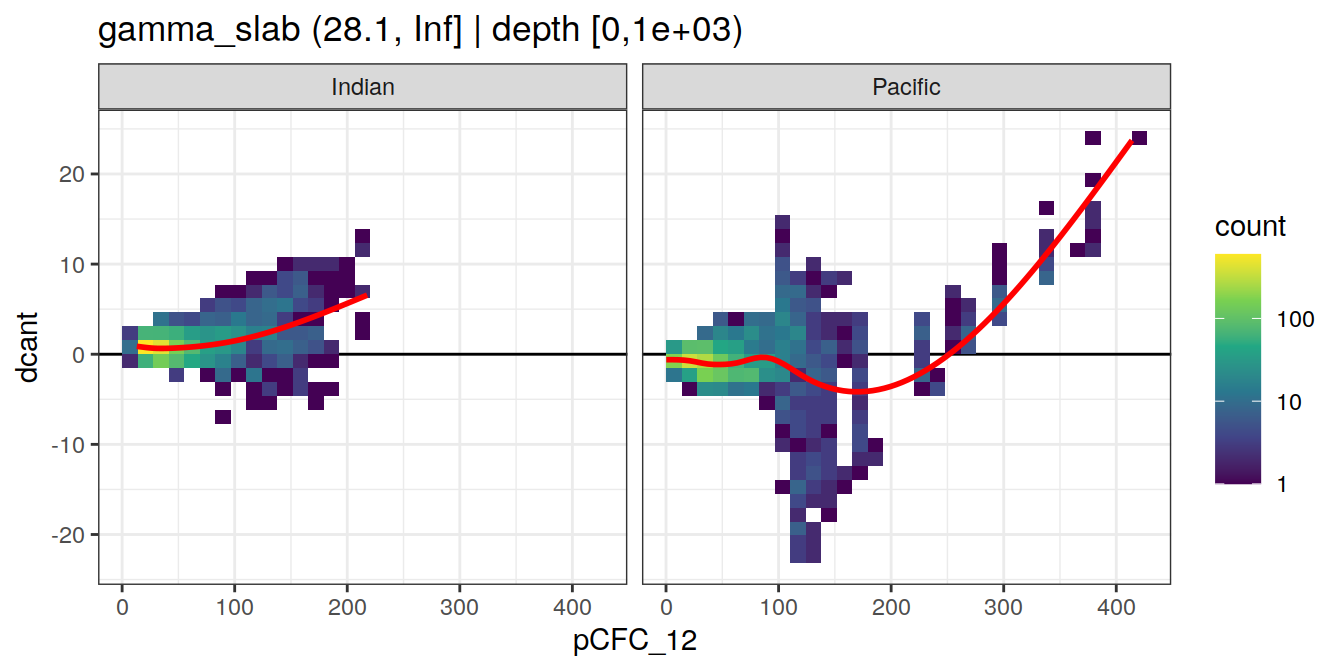 gamma_slab (28.1, Inf] | depth [0,1e+03)
Indian
Pacific
dcant
20
10
0
-10
-20
0 100 200 300 400
0 100 200 300 400
pCFC_12
count
100
10
1